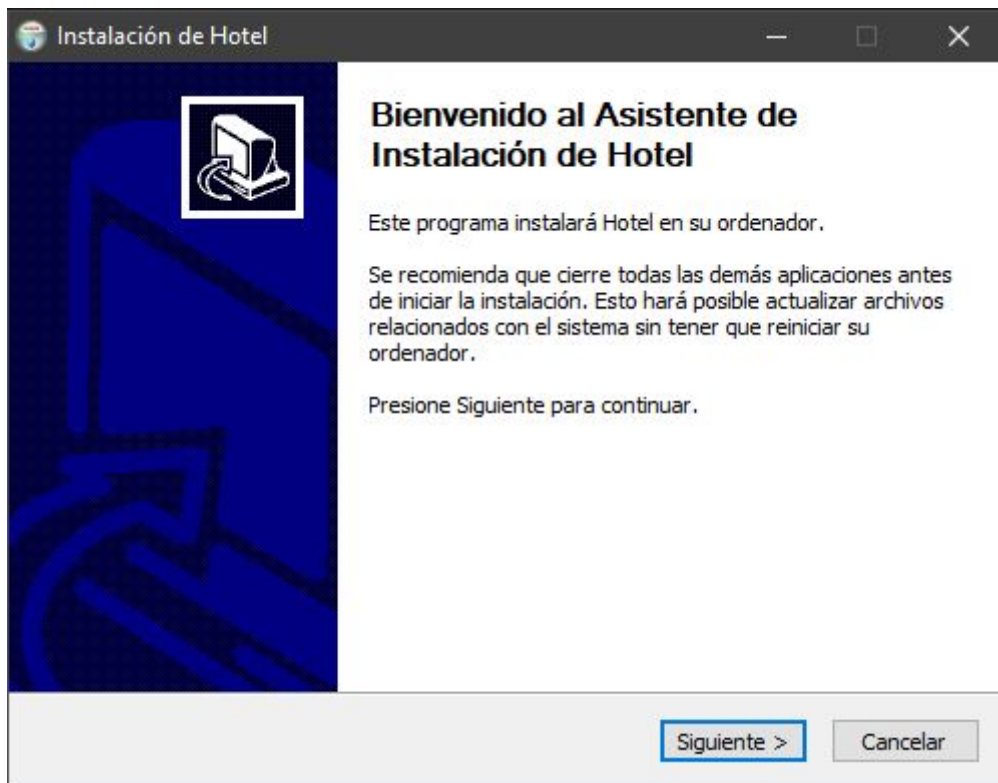 Instalación de Hotel
Bienvenido al Asistente de
Instalación de Hotel
Este programa instalará Hotel en su ordenador.
Se recomienda que cierre todas las demás aplicaciones antes
de iniciar la instalación. Esto hará posible actualizar archivos
relacionados con el sistema sin tener que reiniciar su
ordenador.
Presione Siguiente para continuar.
Siguiente >
Cancelar